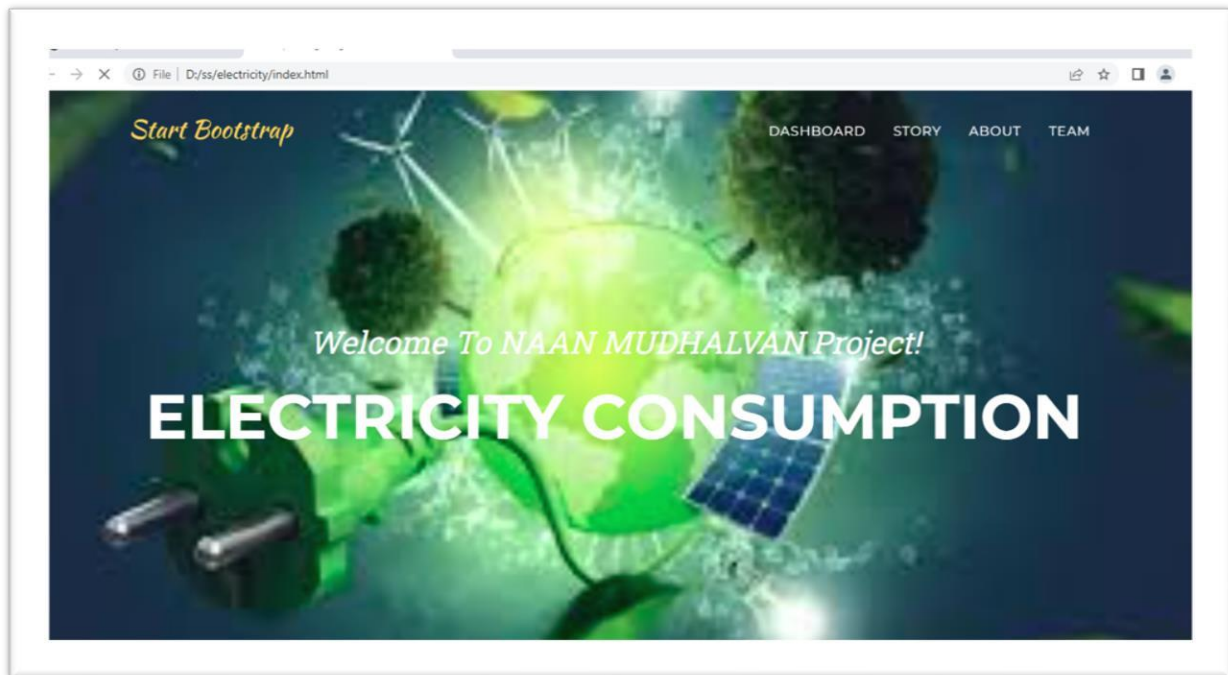 File | D:/ss/electricity/index.html
Start Bootstrap
DASHBOARD STORY ABOUT TEAM
Welcome To NAAN MUDHALVAN Project!
ELECTRICITY CONSUMPTION